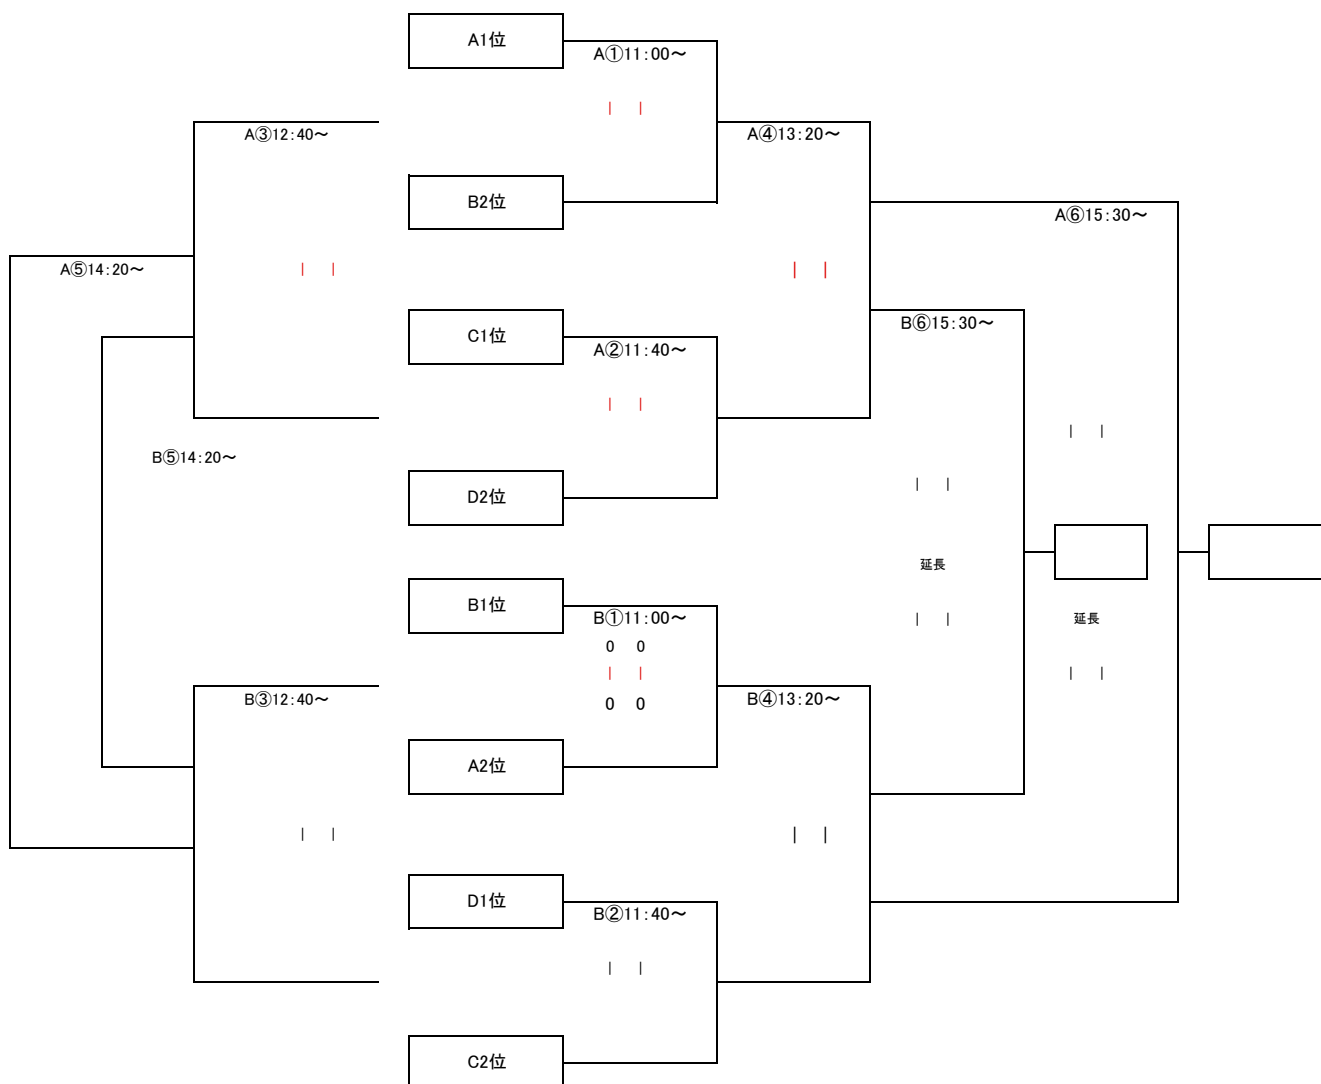 A1位
A①11:00～
| |
A③12:40～
A④13:20～
B2位
A⑥15:30～
A⑤14:20～
| |
| |
C1位
B⑥15:30～
A②11:40～
| |
| |
B⑤14:20～
D2位
| |
延長
B1位
B①11:00～
| |
延長
0 0
| |
| |
B③12:40～
0 0
B④13:20～
A2位
| |
| |
D1位
B②11:40～
| |
C2位